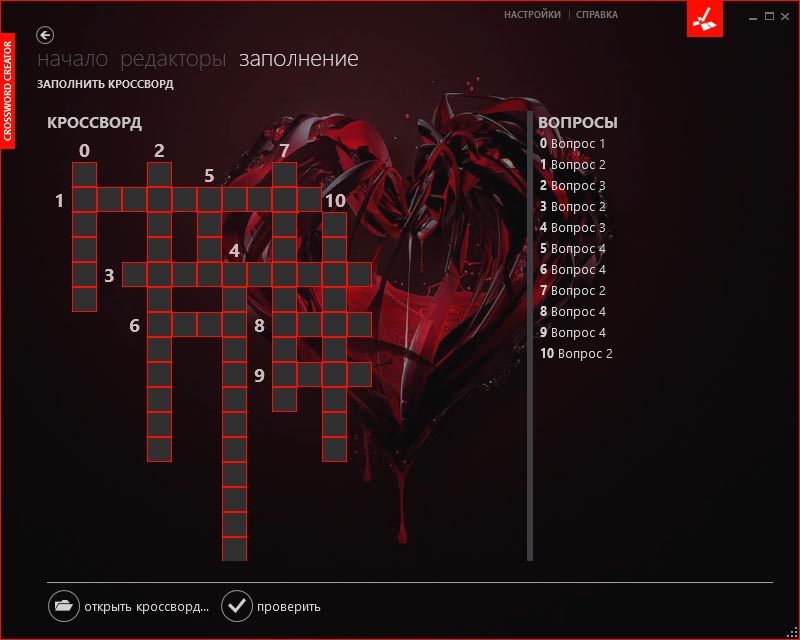 НАСТРОЙКИ | СПРАВКА
CROSSWORD CREATOR
начало редакторы заполнение
ЗАПОЛНИТЬ КРОССВОРД
КРОССВОРД
0 2 7
5
1 10
4
3
6 8
9
ВОПРОСЫ
0 Вопрос 1
1 Вопрос 2
2 Вопрос 3
3 Вопрос 2
4 Вопрос 3
5 Вопрос 4
6 Вопрос 4
7 Вопрос 2
8 Вопрос 4
9 Вопрос 4
10 Вопрос 2
открыть кроссворд... проверить